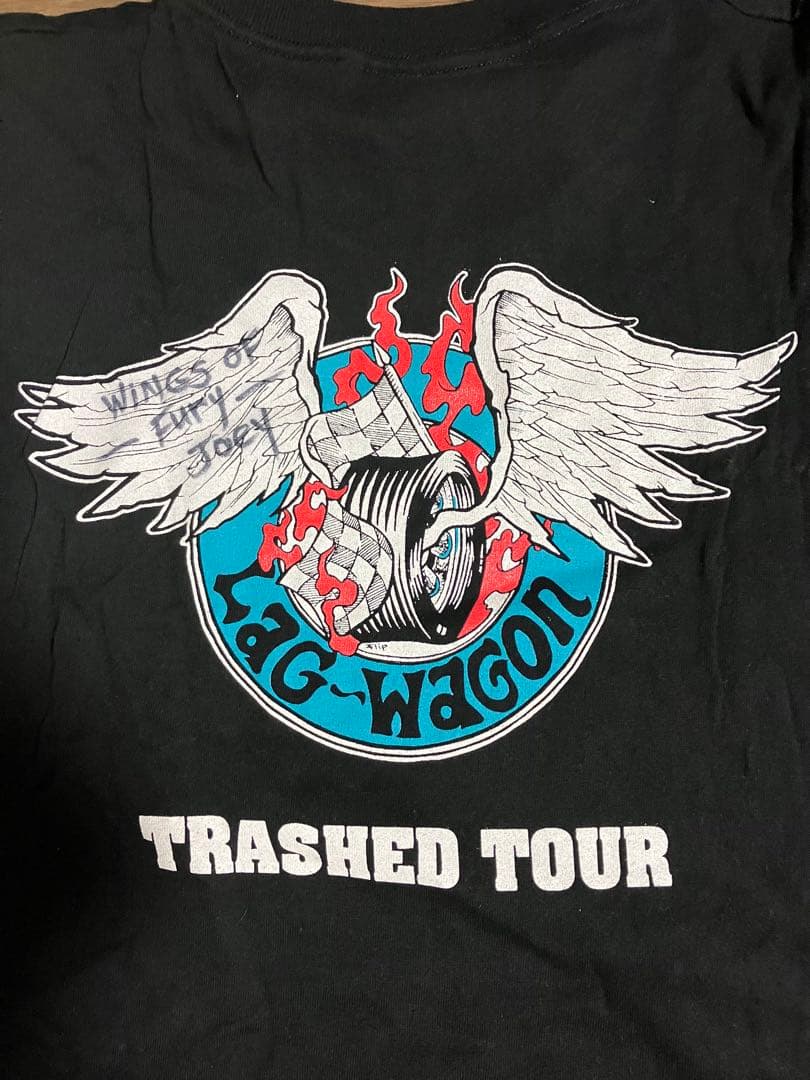 WINGS OF
— FURY —
JOEY
LaG-WaGON
TRASHED TOUR